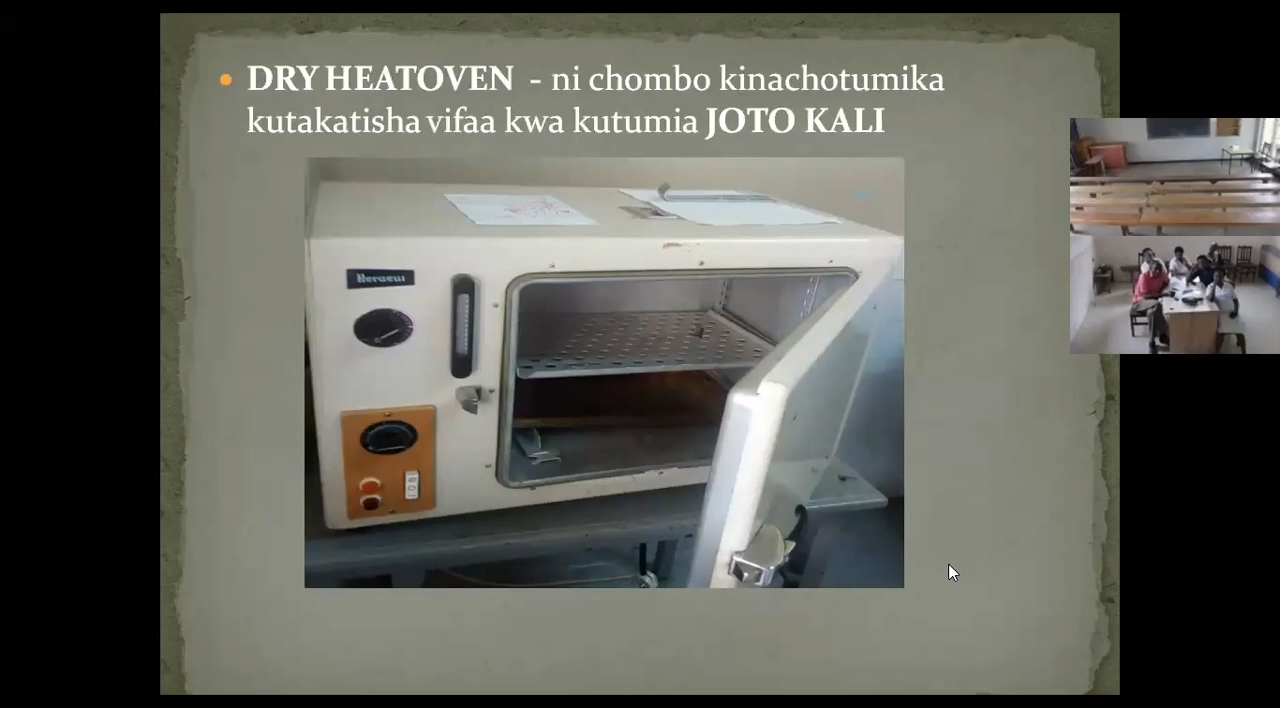 DRY HEATOVEN - ni chombo kinachotumika
kutakatisha vifaa kwa kutumia JOTO KALI
Heraeus